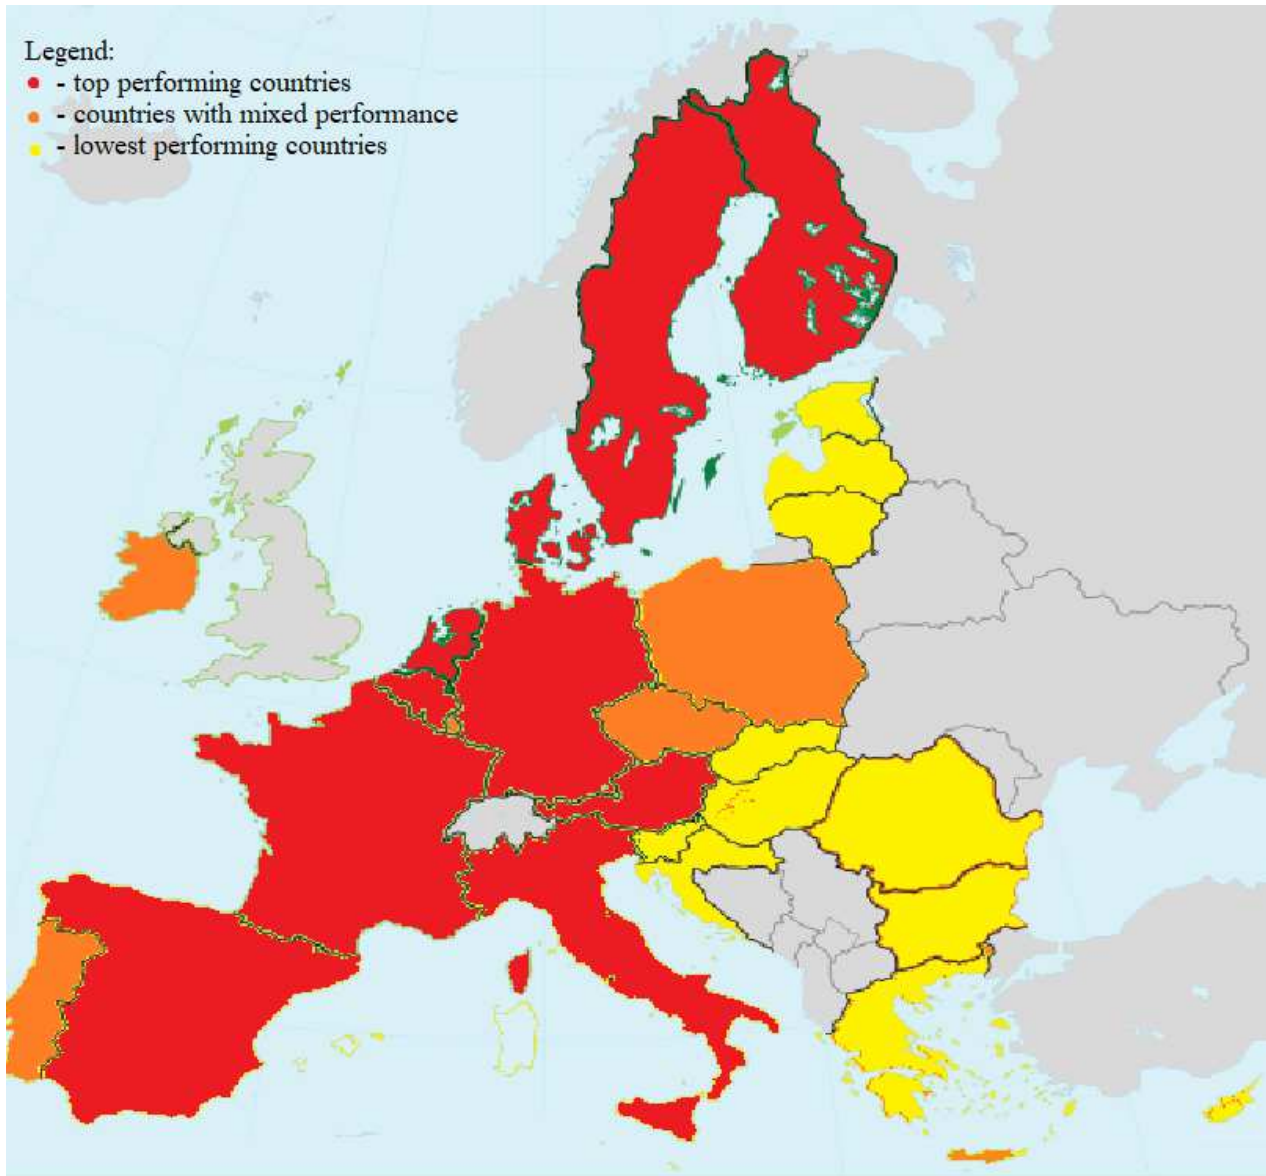 Legend:
- top performing countries
- countries with mixed performance
- lowest performing countries